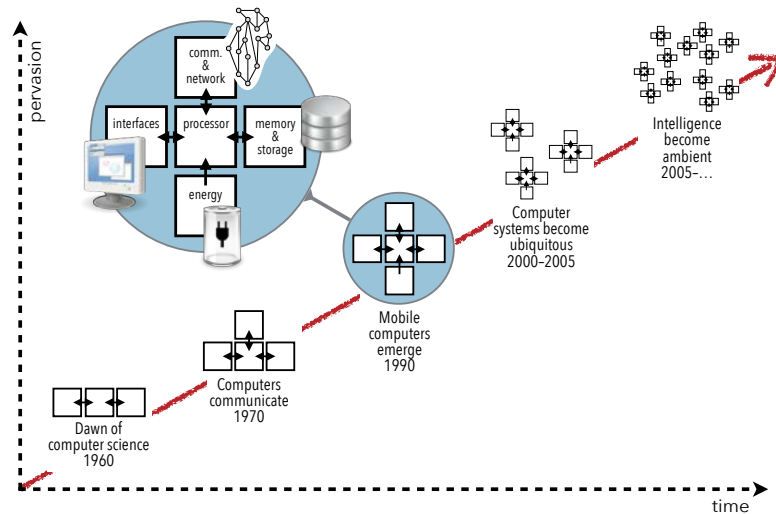 pervasion
comm.
&
network
interfaces
processor
memory
&
storage
energy
Intelligence
become
ambient
2005–...
Computer
systems become
ubiquitous
2000–2005
Mobile
computers
emerge
1990
Computers
communicate
1970
Dawn of
computer science
1960
time